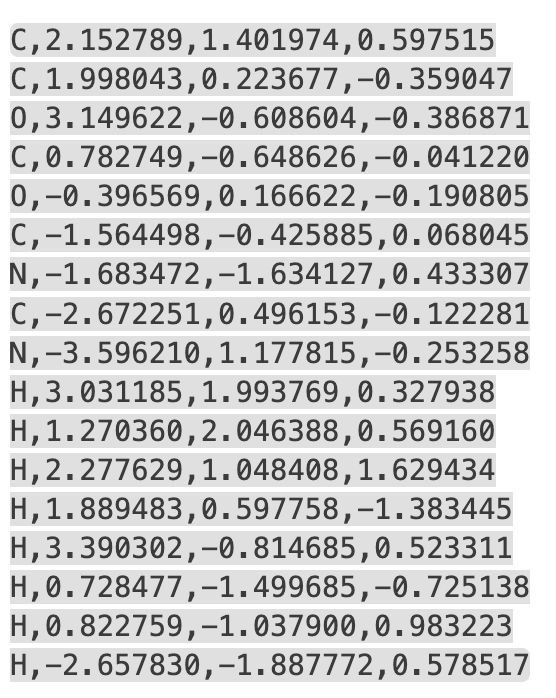 C,2.152789,1.401974,0.597515
C,1.998043,0.223677,−0.359047
O,3.149622,−0.608604,−0.386871
C,0.782749,−0.648626,−0.041220
O,−0.396569,0.166622,−0.190805
C,−1.564498,−0.425885,0.068045
N,−1.683472,−1.634127,0.433307
C,−2.672251,0.496153,−0.122281
N,−3.596210,1.177815,−0.253258
H,3.031185,1.993769,0.327938
H,1.270360,2.046388,0.569160
H,2.277629,1.048408,1.629434
H,1.889483,0.597758,−1.383445
H,3.390302,−0.814685,0.523311
H,0.728477,−1.499685,−0.725138
H,0.822759,−1.037900,0.983223
H,−2.657830,−1.887772,0.578517